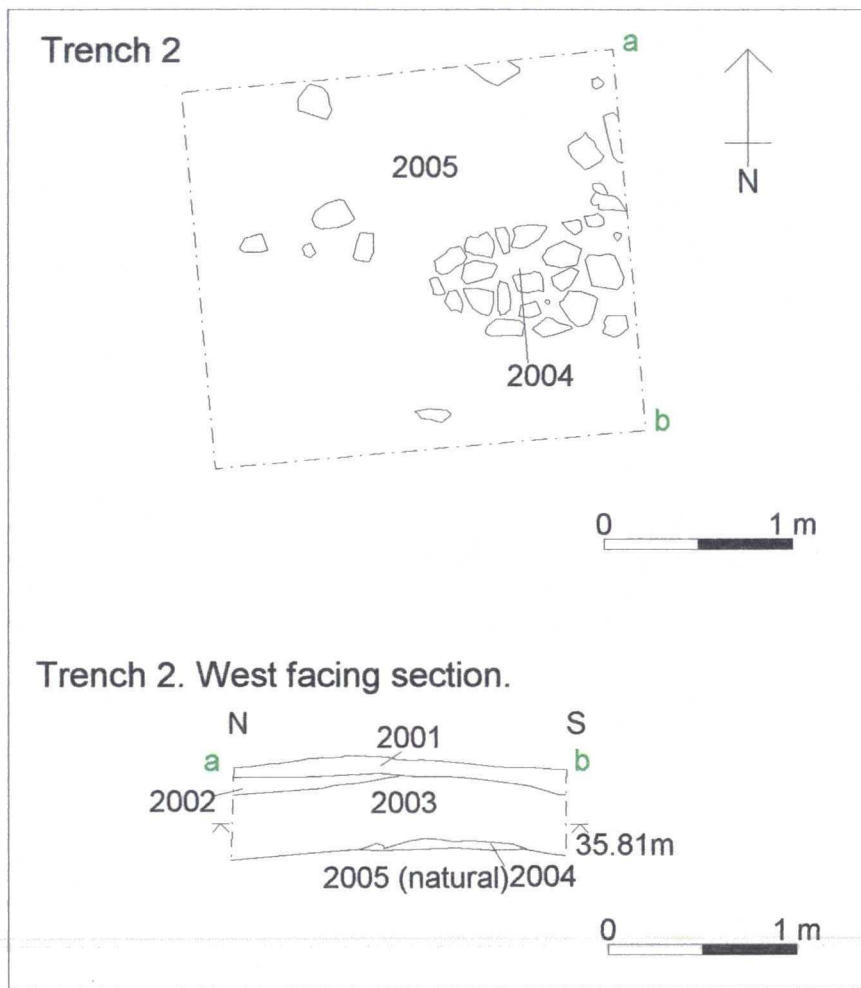 Trench 2
a
2005
N
2004
b
0 1 m
Trench 2. West facing section.
N S
2001
a b
2002 2003
35.81m
2005 (natural) 2004
0 1 m